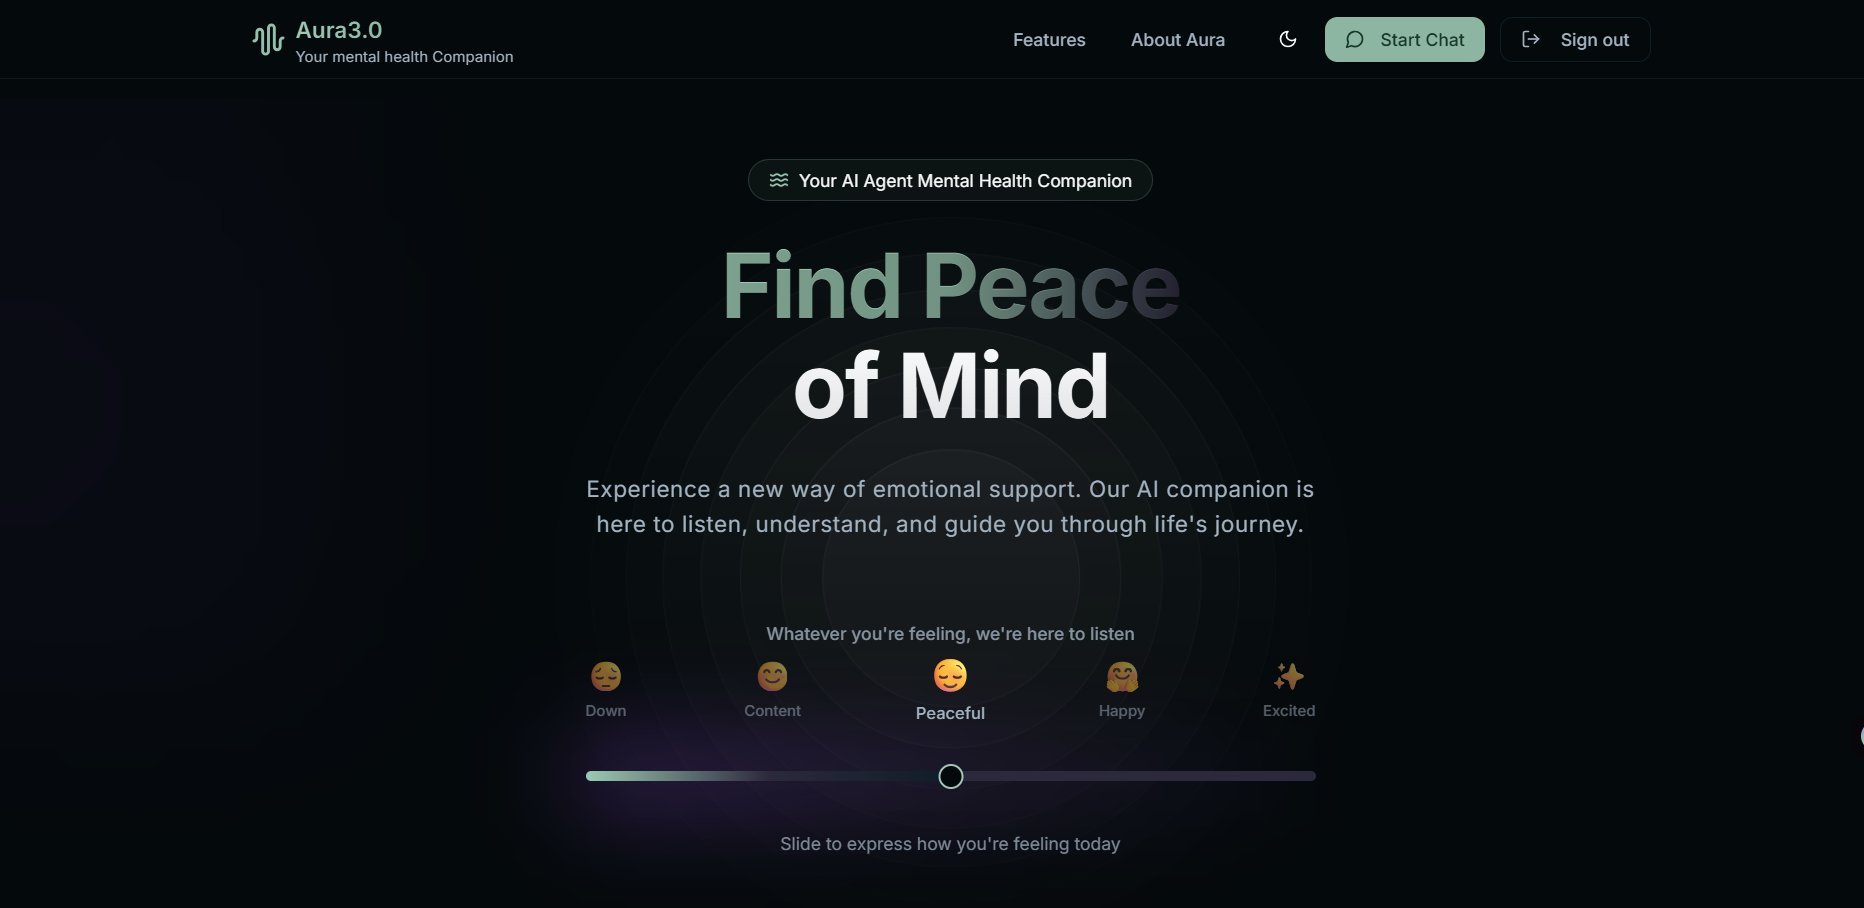 Aura3.0
Your mental health Companion
Features
About Aura
Start Chat
Sign out
Your AI Agent Mental Health Companion
Find Peace
of Mind
Experience a new way of emotional support. Our AI companion is
here to listen, understand, and guide you through life's journey.
Whatever you're feeling, we're here to listen
Down
Content
Peaceful
Happy
Excited
Slide to express how you're feeling today